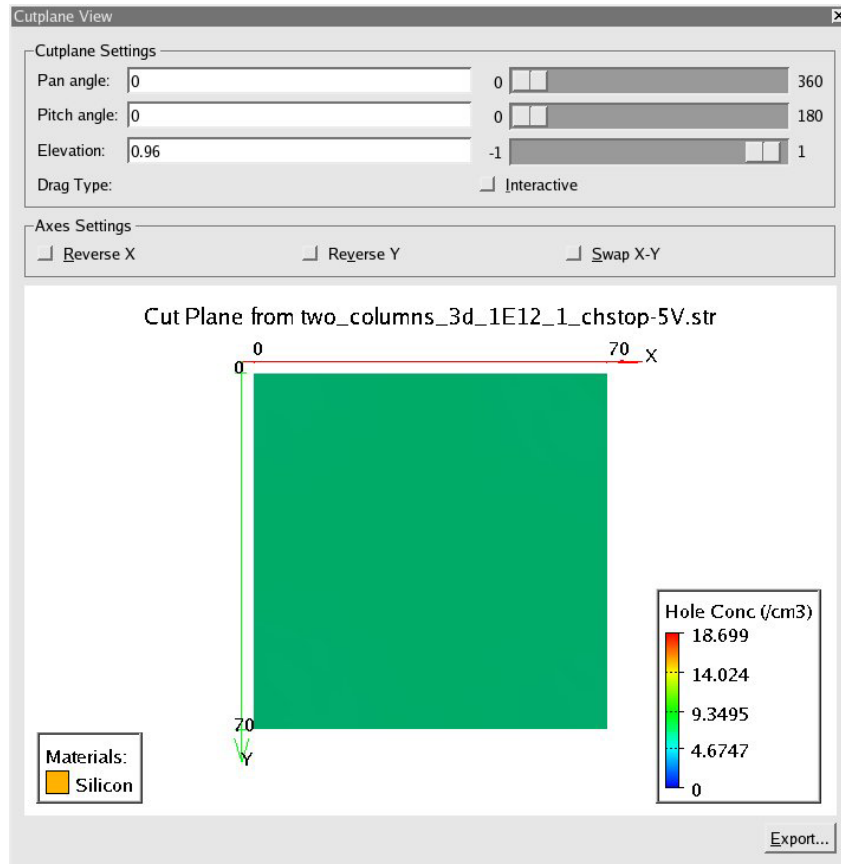 Cutplane View
Cutplane Settings
Pan angle: 0 0 360
Pitch angle: 0 0 180
Elevation: 0.96 -1 1
Drag Type: Interactive
Axes Settings
Reverse X Reverse Y Swap X-Y
Cut Plane from two_columns_3d_1E12_1_chstop-5V.str
0 70 X
0
70
Y
Hole Conc (/cm3)
18.699
14.024
9.3495
4.6747
0
Materials:
Silicon
Export...